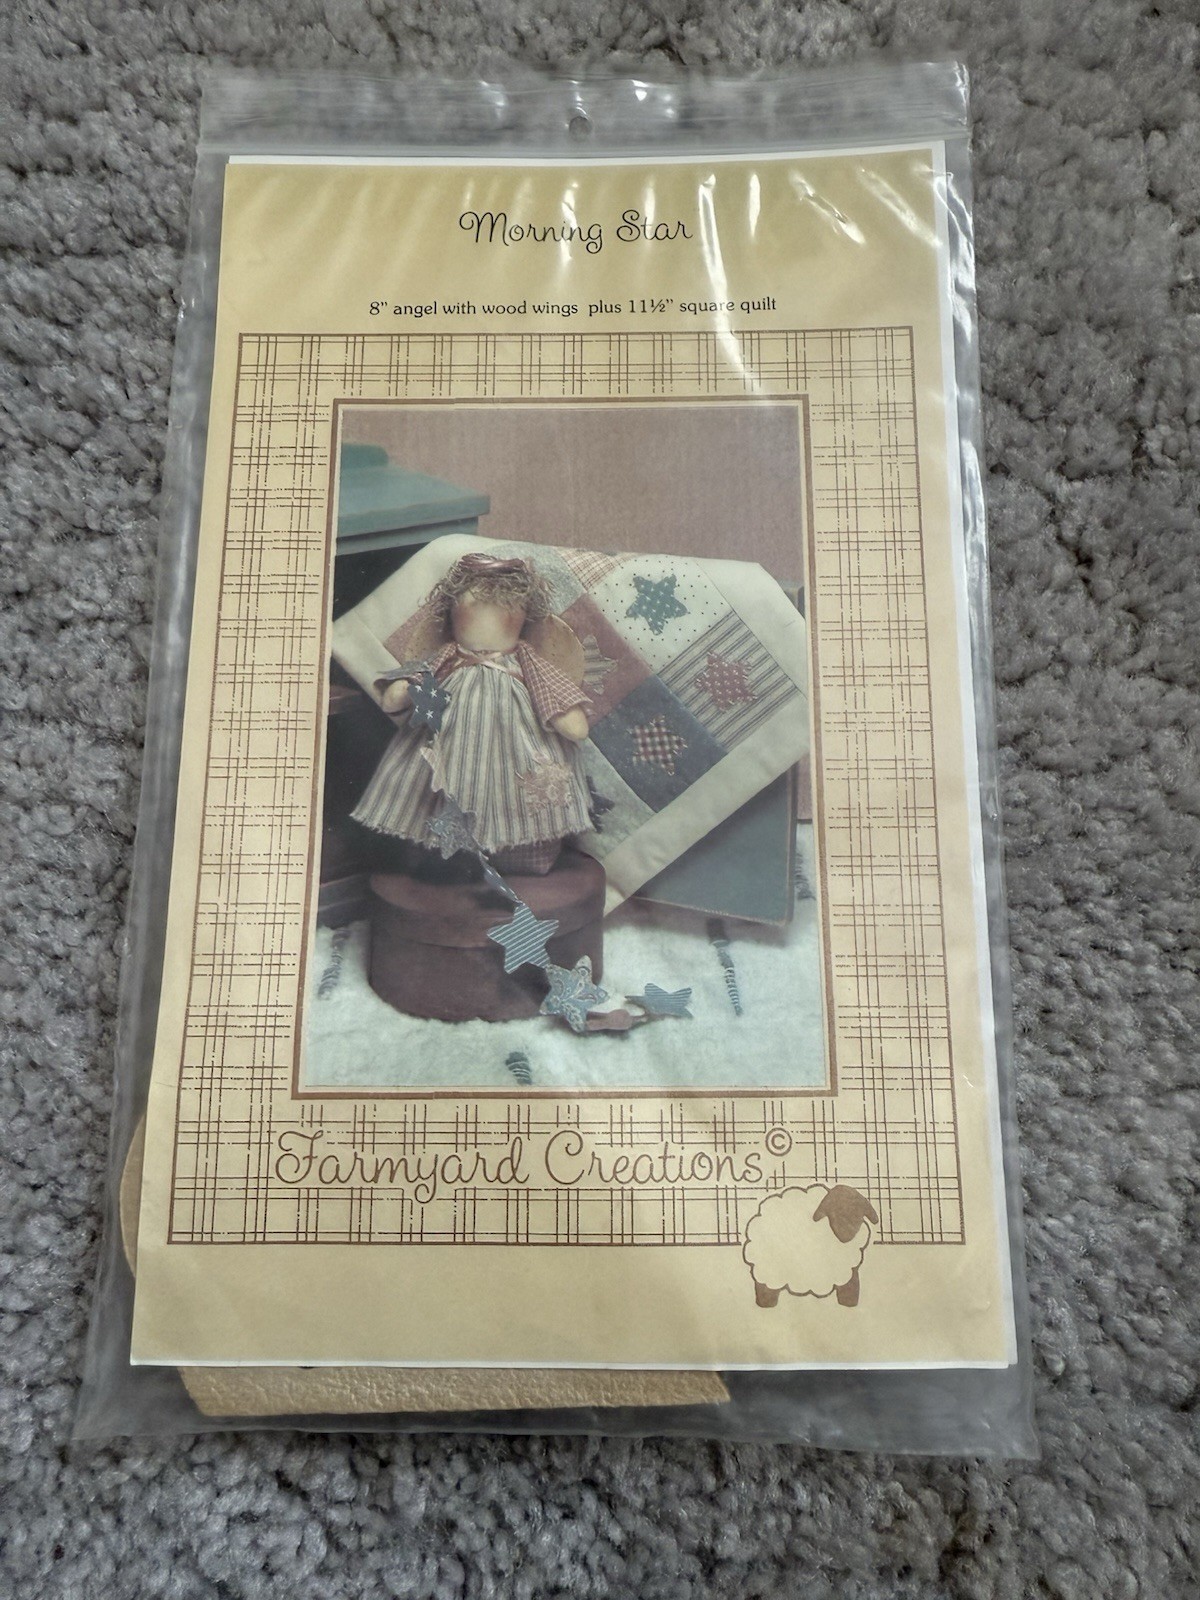 Morning Star
8" angel with wood wings plus 11½" square quilt
Farmyard Creations©